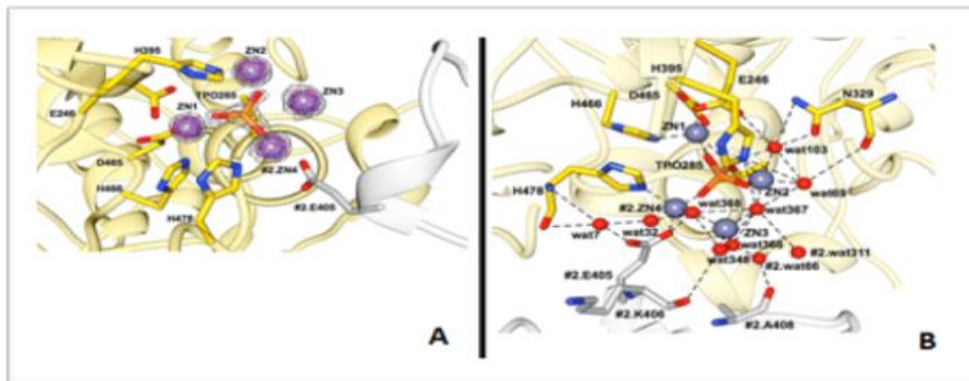 H395
ZN2
TPO285
ZN3
E246
ZN1
D465
#2.ZN4
H466
#2.E405
H478
A
B
E246
H395
D465
N329
H466
ZN1
wat103
TPO285
H478
ZN2
#2.ZN4
wat368
wat367
wat7
wat32
ZN3
wat366
#2.wat311
wat348
#2.wat66
#2.E405
#2.K406
#2.A408